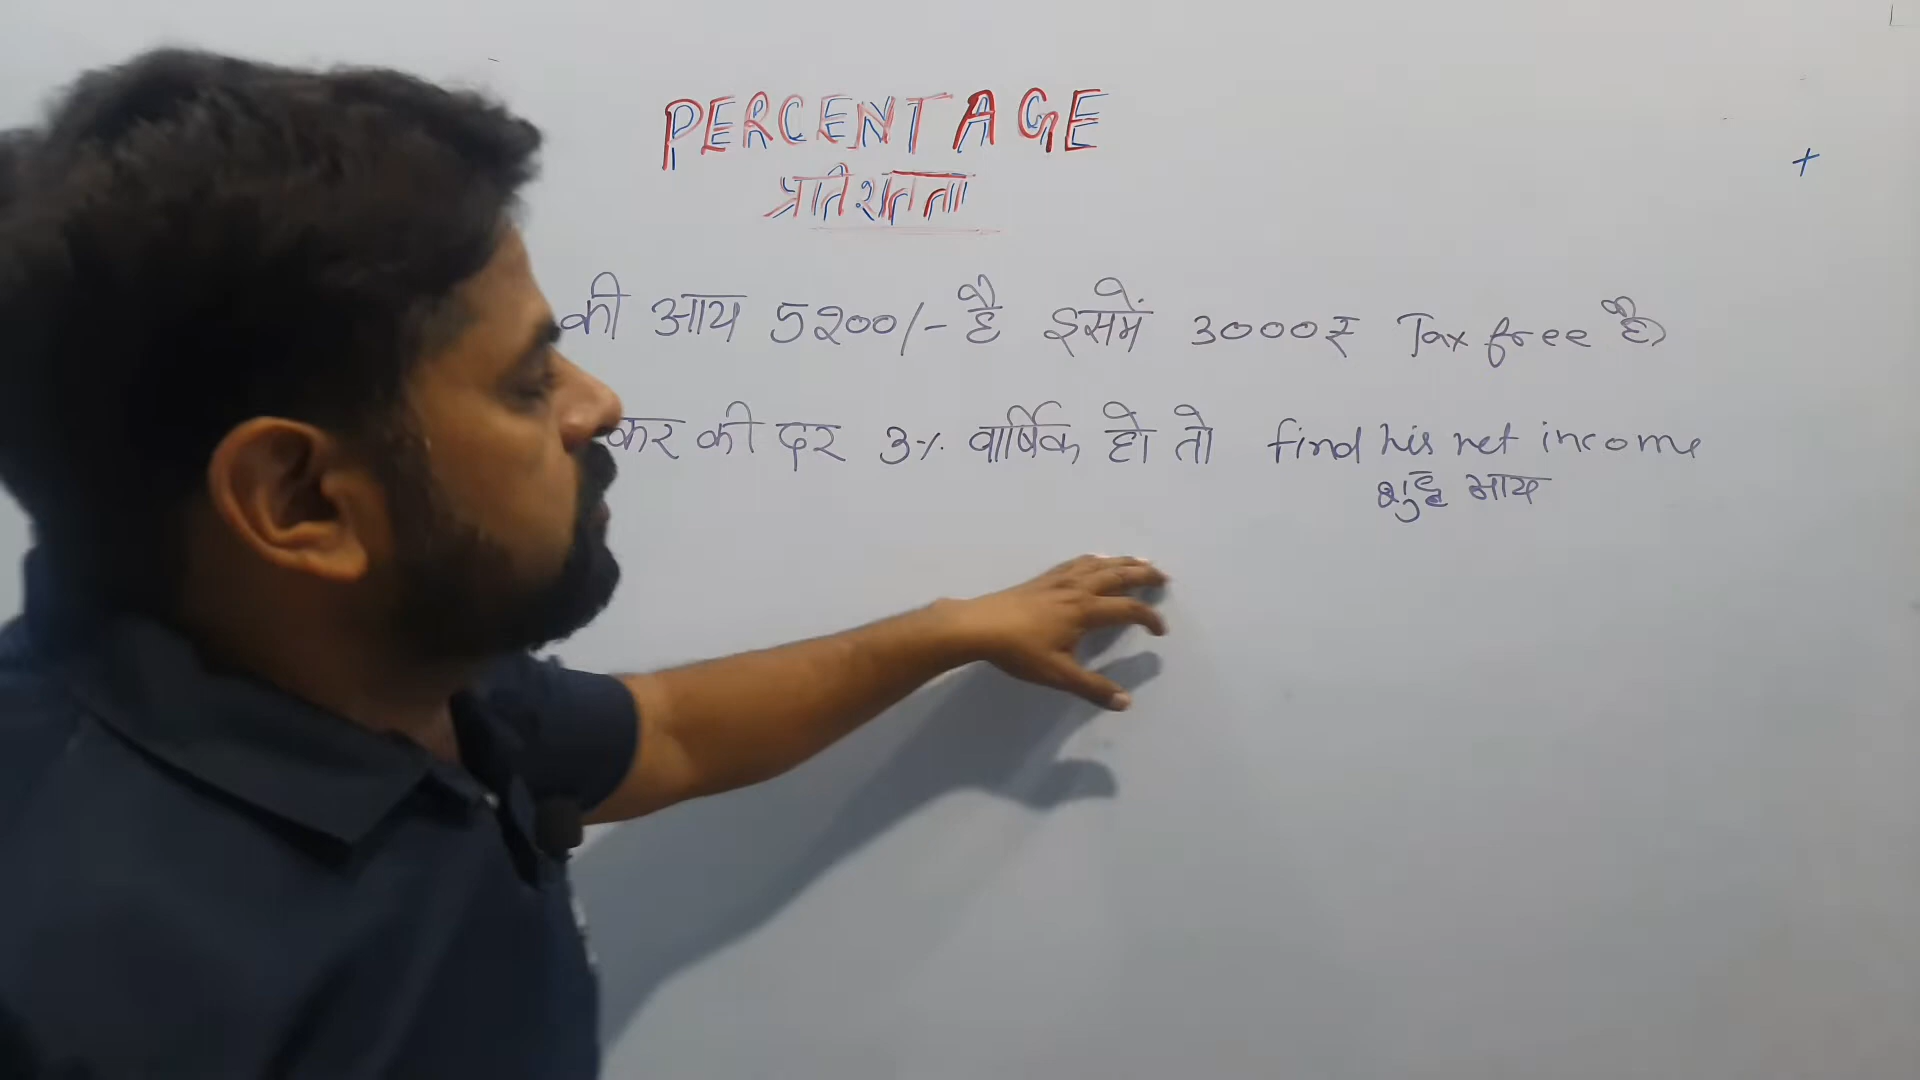 PERCENTAGE
प्रतिशतता
की आय 5200/- है इसमें 3000₹ Tax free है
कर की दर 3% वार्षिक हो तो find his net income
शुद्ध आय
+